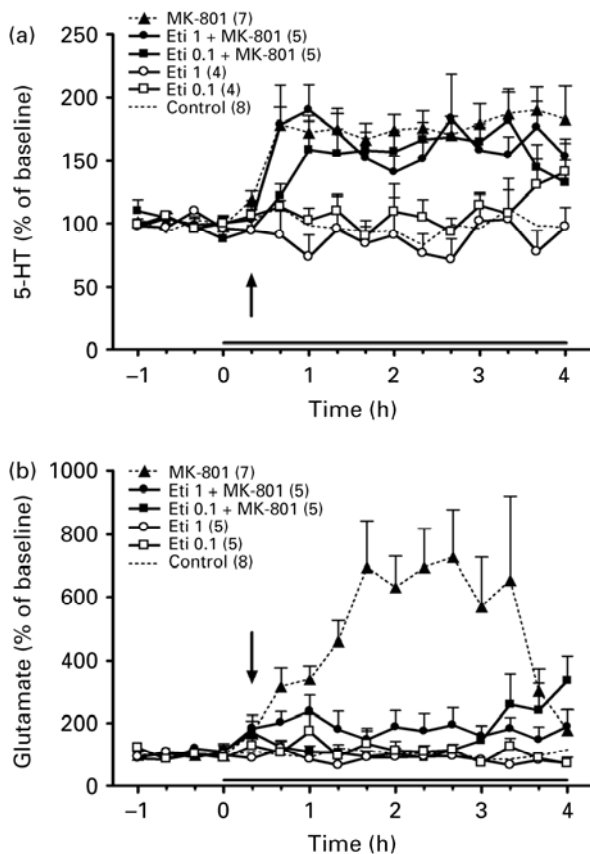 (a)
MK-801 (7)
Eti 1 + MK-801 (5)
Eti 0.1 + MK-801 (5)
Eti 1 (4)
Eti 0.1 (4)
Control (8)
5-HT (% of baseline)
250
200
150
100
50
0
–1 0 1 2 3 4
Time (h)
(b)
MK-801 (7)
Eti 1 + MK-801 (5)
Eti 0.1 + MK-801 (5)
Eti 1 (5)
Eti 0.1 (5)
Control (8)
Glutamate (% of baseline)
1000
800
600
400
200
0
–1 0 1 2 3 4
Time (h)